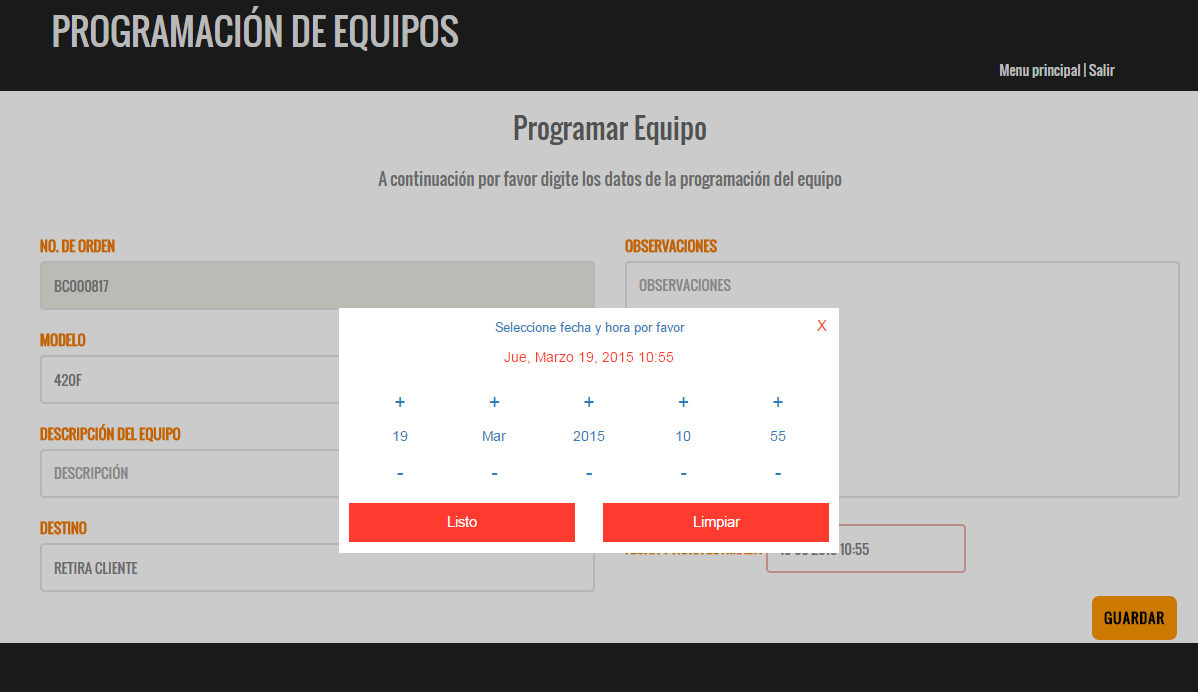 PROGRAMACIÓN DE EQUIPOS
Menu principal | Salir
Programar Equipo
A continuación por favor digite los datos de la programación del equipo
NO. DE ORDEN
BC000817
MODELO
420F
DESCRIPCIÓN DEL EQUIPO
DESCRIPCIÓN
DESTINO
RETIRA CLIENTE
OBSERVACIONES
OBSERVACIONES
Seleccione fecha y hora por favor
X
Jue, Marzo 19, 2015 10:55
+ + + + +
19 Mar 2015 10 55
- - - - -
Listo Limpiar
10:55
GUARDAR